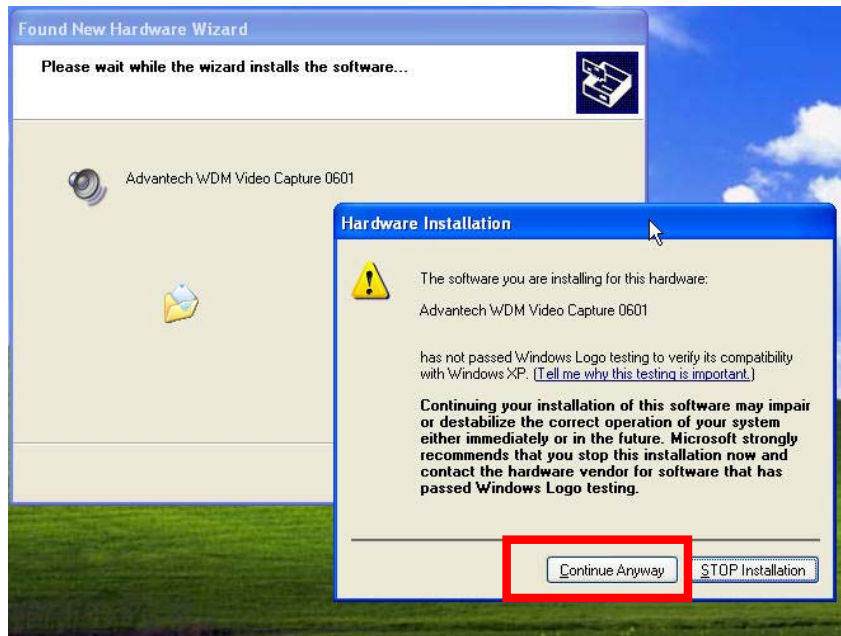 Found New Hardware Wizard
Please wait while the wizard installs the software...
Advantech WDM Video Capture 0601
Hardware Installation
The software you are installing for this hardware:
Advantech WDM Video Capture 0601
has not passed Windows Logo testing to verify its compatibility
with Windows XP. (Tell me why this testing is important.)
Continuing your installation of this software may impair
or destabilize the correct operation of your system
either immediately or in the future. Microsoft strongly
recommends that you stop this installation now and
contact the hardware vendor for software that has
passed Windows Logo testing.
Continue Anyway
STOP Installation